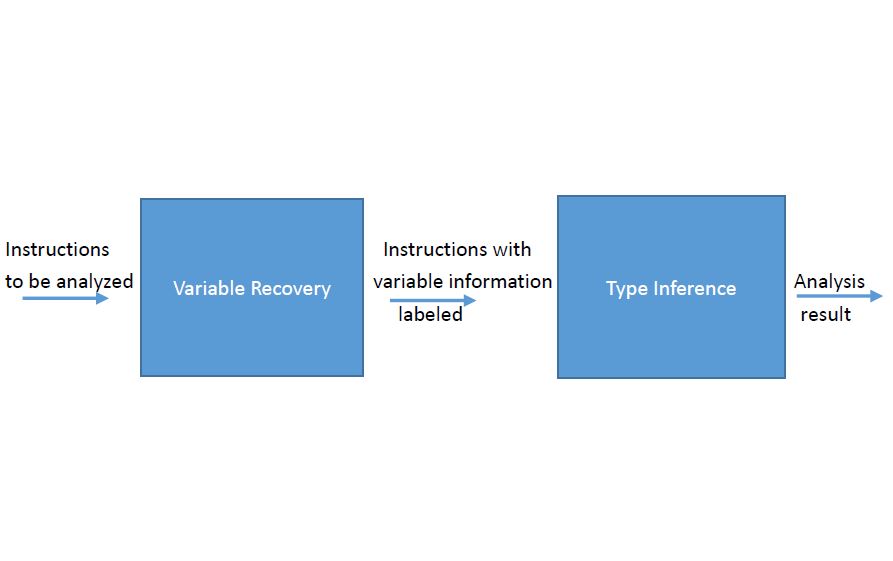 Instructions
to be analyzed
Variable Recovery
Instructions with
variable information
labeled
Type Inference
Analysis
result